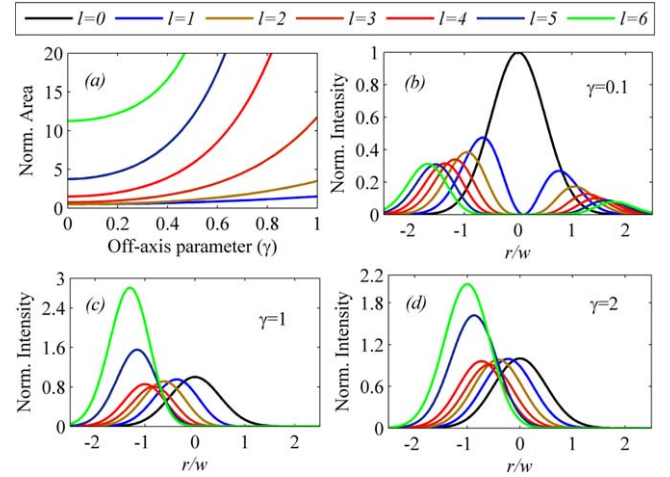 l=0 l=1 l=2 l=3 l=4 l=5 l=6
(a)
Norm. Area
20
15
10
5
0
0 0.2 0.4 0.6 0.8 1
Off-axis parameter (γ)
(b)
γ=0.1
Norm. Intensity
1
0.8
0.6
0.4
0.2
0
-2 -1 0 1 2
r/w
(c)
γ=1
Norm. Intensity
3
2.4
1.6
0.8
0
-2 -1 0 1 2
r/w
(d)
γ=2
Norm. Intensity
2.2
1.8
1.2
0.6
0
-2 -1 0 1 2
r/w